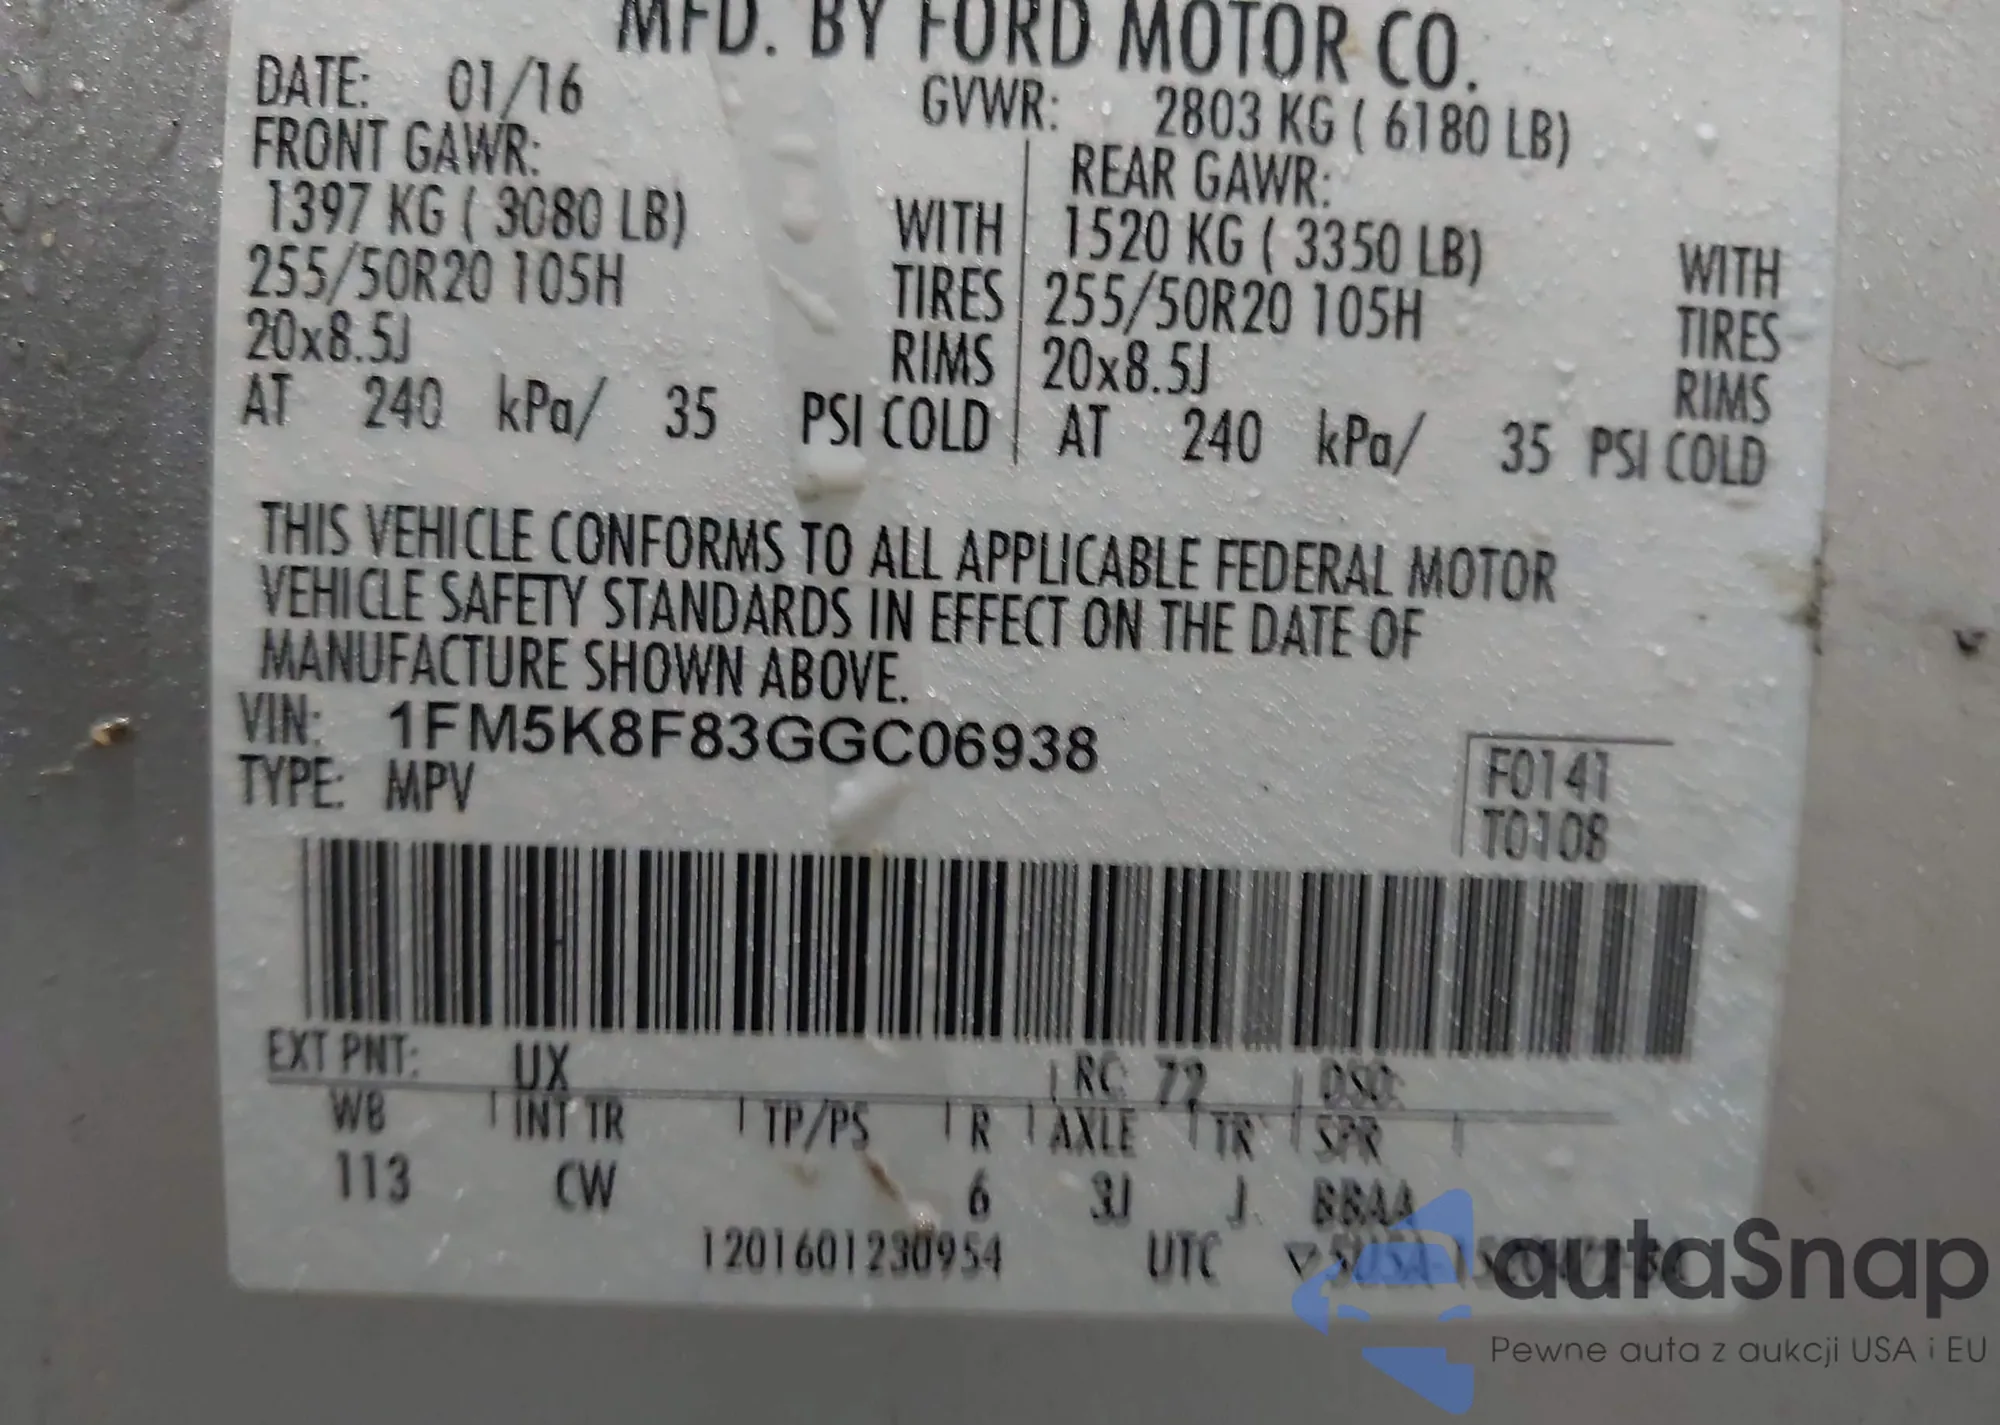 MFD. BY FORD MOTOR CO.
DATE: 01/16 GVWR: 2803 KG ( 6180 LB)
FRONT GAWR: REAR GAWR:
1397 KG ( 3080 LB) WITH 1520 KG ( 3350 LB) WITH
255/50R20 105H TIRES 255/50R20 105H TIRES
20x8.5J RIMS 20x8.5J RIMS
AT 240 kPa/ 35 PSI COLD AT 240 kPa/ 35 PSI COLD
THIS VEHICLE CONFORMS TO ALL APPLICABLE FEDERAL MOTOR
VEHICLE SAFETY STANDARDS IN EFFECT ON THE DATE OF
MANUFACTURE SHOWN ABOVE.
VIN: 1FM5K8F83GGC06938
TYPE: MPV
F0141
T0108
EXT PNT: UX RC: 72 DSO:
WB INT TR TP/PS R AXLE TR SPR
113 CW 6 3J J BBAA
1201601230954 UTC
autaSnap
Pewne auta z aukcji USA i EU